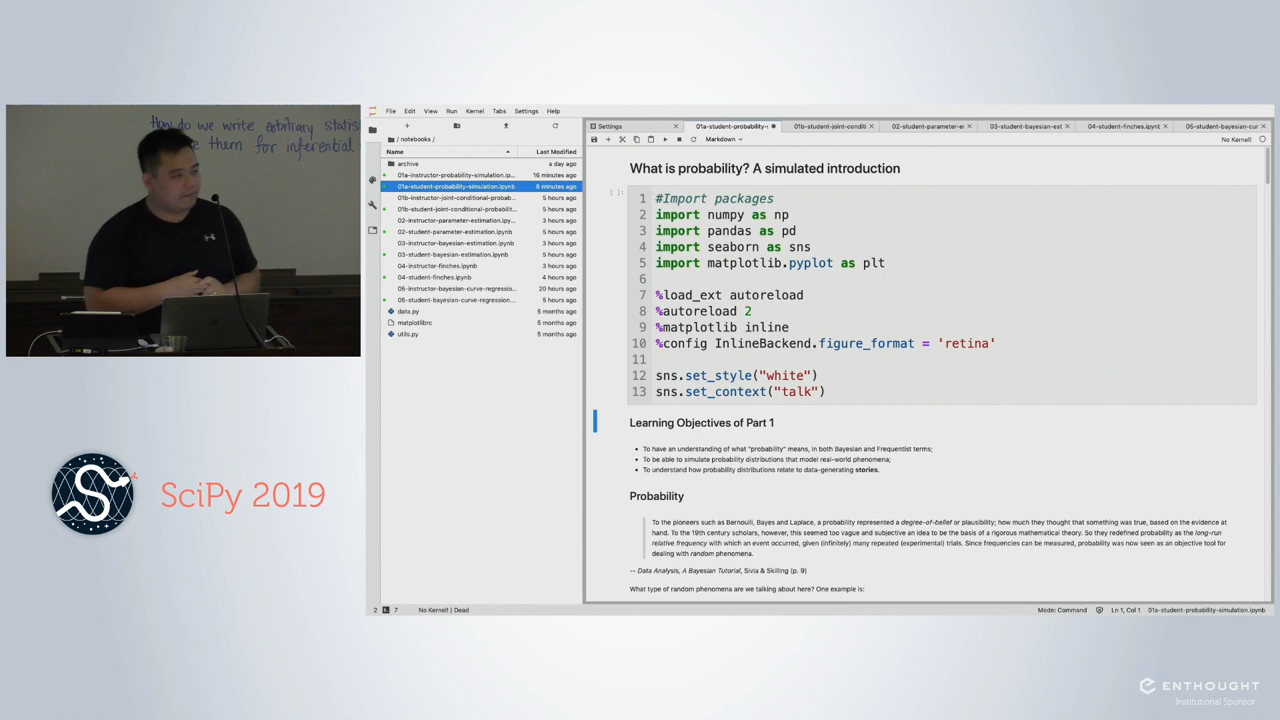 How do we write arbitrary statis
them for inferential
SciPy 2019
File Edit View Run Kernel Tabs Settings Help
/ notebooks /
Name Last Modified
archive a day ago
01a-instructor-probability-simulation.ip... 16 minutes ago
01a-student-probability-simulation.ipynb 8 minutes ago
01b-instructor-joint-conditional-probab... 5 hours ago
01b-student-joint-conditional-probabilit... 5 hours ago
02-instructor-parameter-estimation.ipy... 3 hours ago
02-student-parameter-estimation.ipynb 5 hours ago
03-instructor-bayesian-estimation.ipynb 3 hours ago
03-student-bayesian-estimation.ipynb 5 hours ago
04-instructor-finches.ipynb 3 hours ago
04-student-finches.ipynb 4 hours ago
05-instructor-bayesian-curve-regressio... 20 hours ago
05-student-bayesian-curve-regression.... 5 hours ago
data.py 5 months ago
matplotlibrc 5 months ago
utils.py 5 months ago
Settings 01a-student-probability- 01b-student-joint-conditi 02-student-parameter-es 03-student-bayesian-est 04-student-finches.ipynt 05-student-bayesian-cur
Markdown No Kernel!
What is probability? A simulated introduction
[ ]:
1 #Import packages
2 import numpy as np
3 import pandas as pd
4 import seaborn as sns
5 import matplotlib.pyplot as plt
6
7 %load_ext autoreload
8 %autoreload 2
9 %matplotlib inline
10 %config InlineBackend.figure_format = 'retina'
11
12 sns.set_style("white")
13 sns.set_context("talk")
Learning Objectives of Part 1
• To have an understanding of what "probability" means, in both Bayesian and Frequentist terms;
• To be able to simulate probability distributions that model real-world phenomena;
• To understand how probability distributions relate to data-generating stories.
Probability
To the pioneers such as Bernoulli, Bayes and Laplace, a probability represented a degree-of-belief or plausibility; how much they thought that something was true, based on the evidence at
hand. To the 19th century scholars, however, this seemed too vague and subjective an idea to be the basis of a rigorous mathematical theory. So they redefined probability as the long-run
relative frequency with which an event occurred, given (infinitely) many repeated (experimental) trials. Since frequencies can be measured, probability was now seen as an objective tool for
dealing with random phenomena.
-- Data Analysis, A Bayesian Tutorial, Sivia & Skilling (p. 9)
What type of random phenomena are we talking about here? One example is:
2 7 No Kernel! | Dead Mode: Command Ln 1, Col 1 01a-student-probability-simulation.ipynb
ENTHOUGHT
Institutional Sponsor